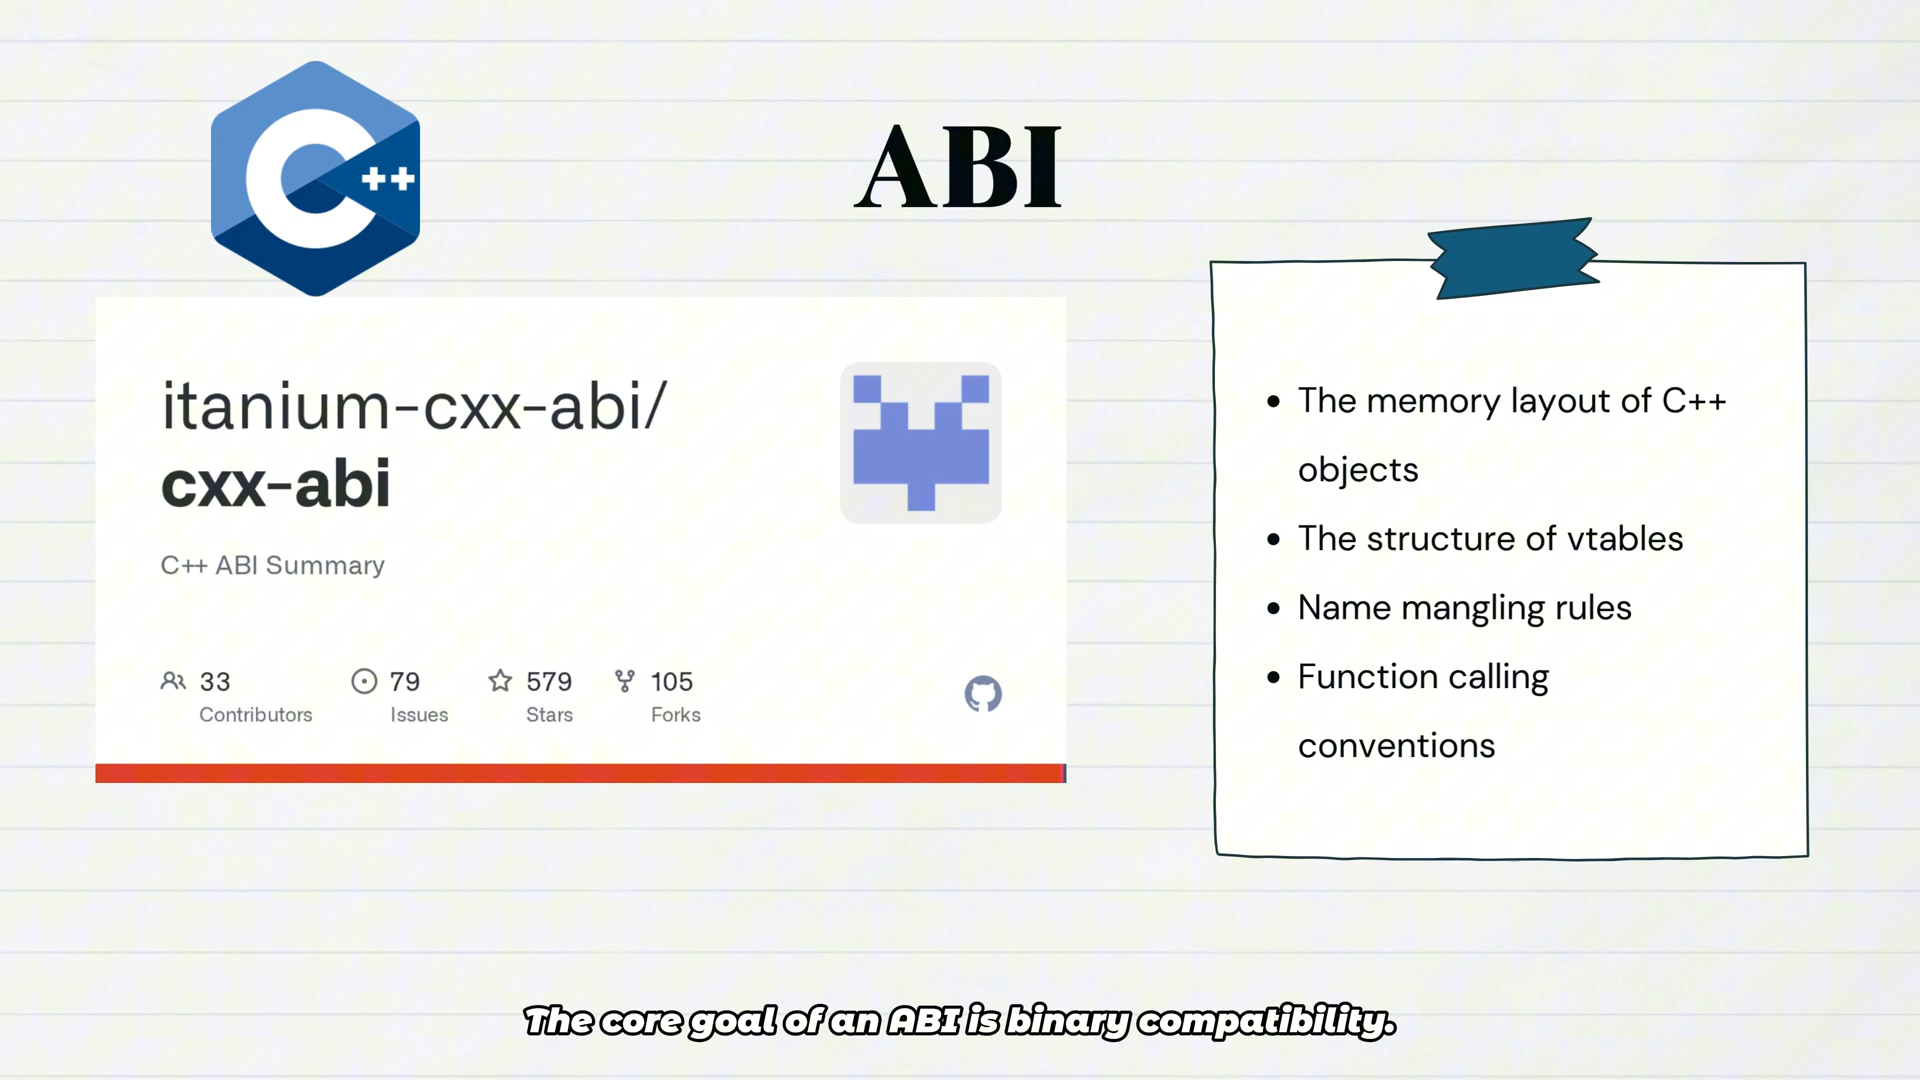 C++
ABI
itanium-cxx-abi/
cxx-abi
C++ ABI Summary
33
Contributors
79
Issues
579
Stars
105
Forks
• The memory layout of C++
objects
• The structure of vtables
• Name mangling rules
• Function calling
conventions
The core goal of an ABI is binary compatibility.